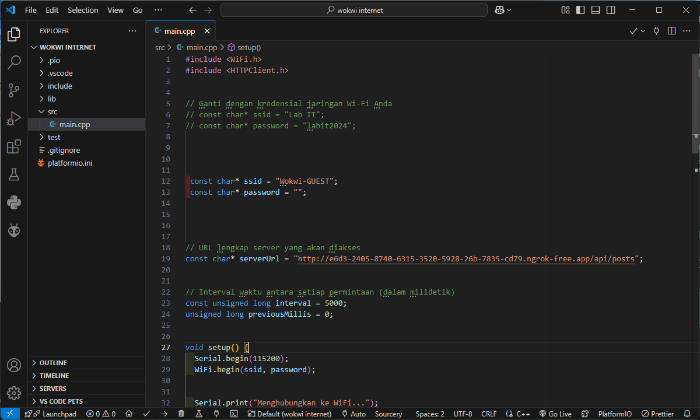 wokwi internet
EXPLORER
WOKWI INTERNET
.pio
.vscode
include
lib
src
main.cpp
test
.gitignore
platformio.ini
OUTLINE
TIMELINE
SERVERS
VS CODE PETS
main.cpp
src > main.cpp > setup()
1 #include <WiFi.h>
2 #include <HTTPClient.h>
3
4
5 // Ganti dengan kredensial jaringan Wi-Fi Anda
6 // const char* ssid = "Lab IT";
7 // const char* password = "labit2024";
8
9
10
11
12 const char* ssid = "Wokwi-GUEST";
13 const char* password = "";
14
15
16
17
18 // URL lengkap server yang akan diakses
19 const char* serverUrl = "http://e6d3-2405-8740-6315-3520-5928-26b-7835-cd79.ngrok-free.app/api/posts";
20
21
22 // Interval waktu antara setiap permintaan (dalam milidetik)
23 const unsigned long interval = 5000;
24 unsigned long previousMillis = 0;
25
26
27 void setup() {
28 Serial.begin(115200);
29 WiFi.begin(ssid, password);
30
31
32 Serial.print("Menghubungkan ke WiFi...");
Launchpad 0 0 Default (wokwi internet) Auto Sourcery Spaces: 2 UTF-8 CRLF {} C++ Go Live PlatformIO Prettier